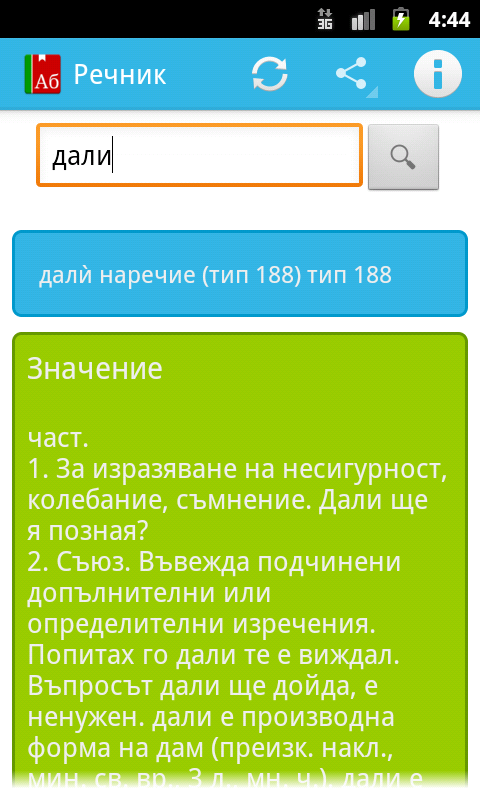 3G 4:44
Аб Речник
дали
далѝ наречие (тип 188) тип 188
Значение
част.
1. За изразяване на несигурност,
колебание, съмнение. Дали ще
я позная?
2. Съюз. Въвежда подчинени
допълнителни или
определителни изречения.
Попитах го дали те е виждал.
Въпросът дали ще дойда, е
ненужен. дали е производна
форма на дам (преизк. накл.,
мин. св. вр., 3 л., мн. ч.). дали е